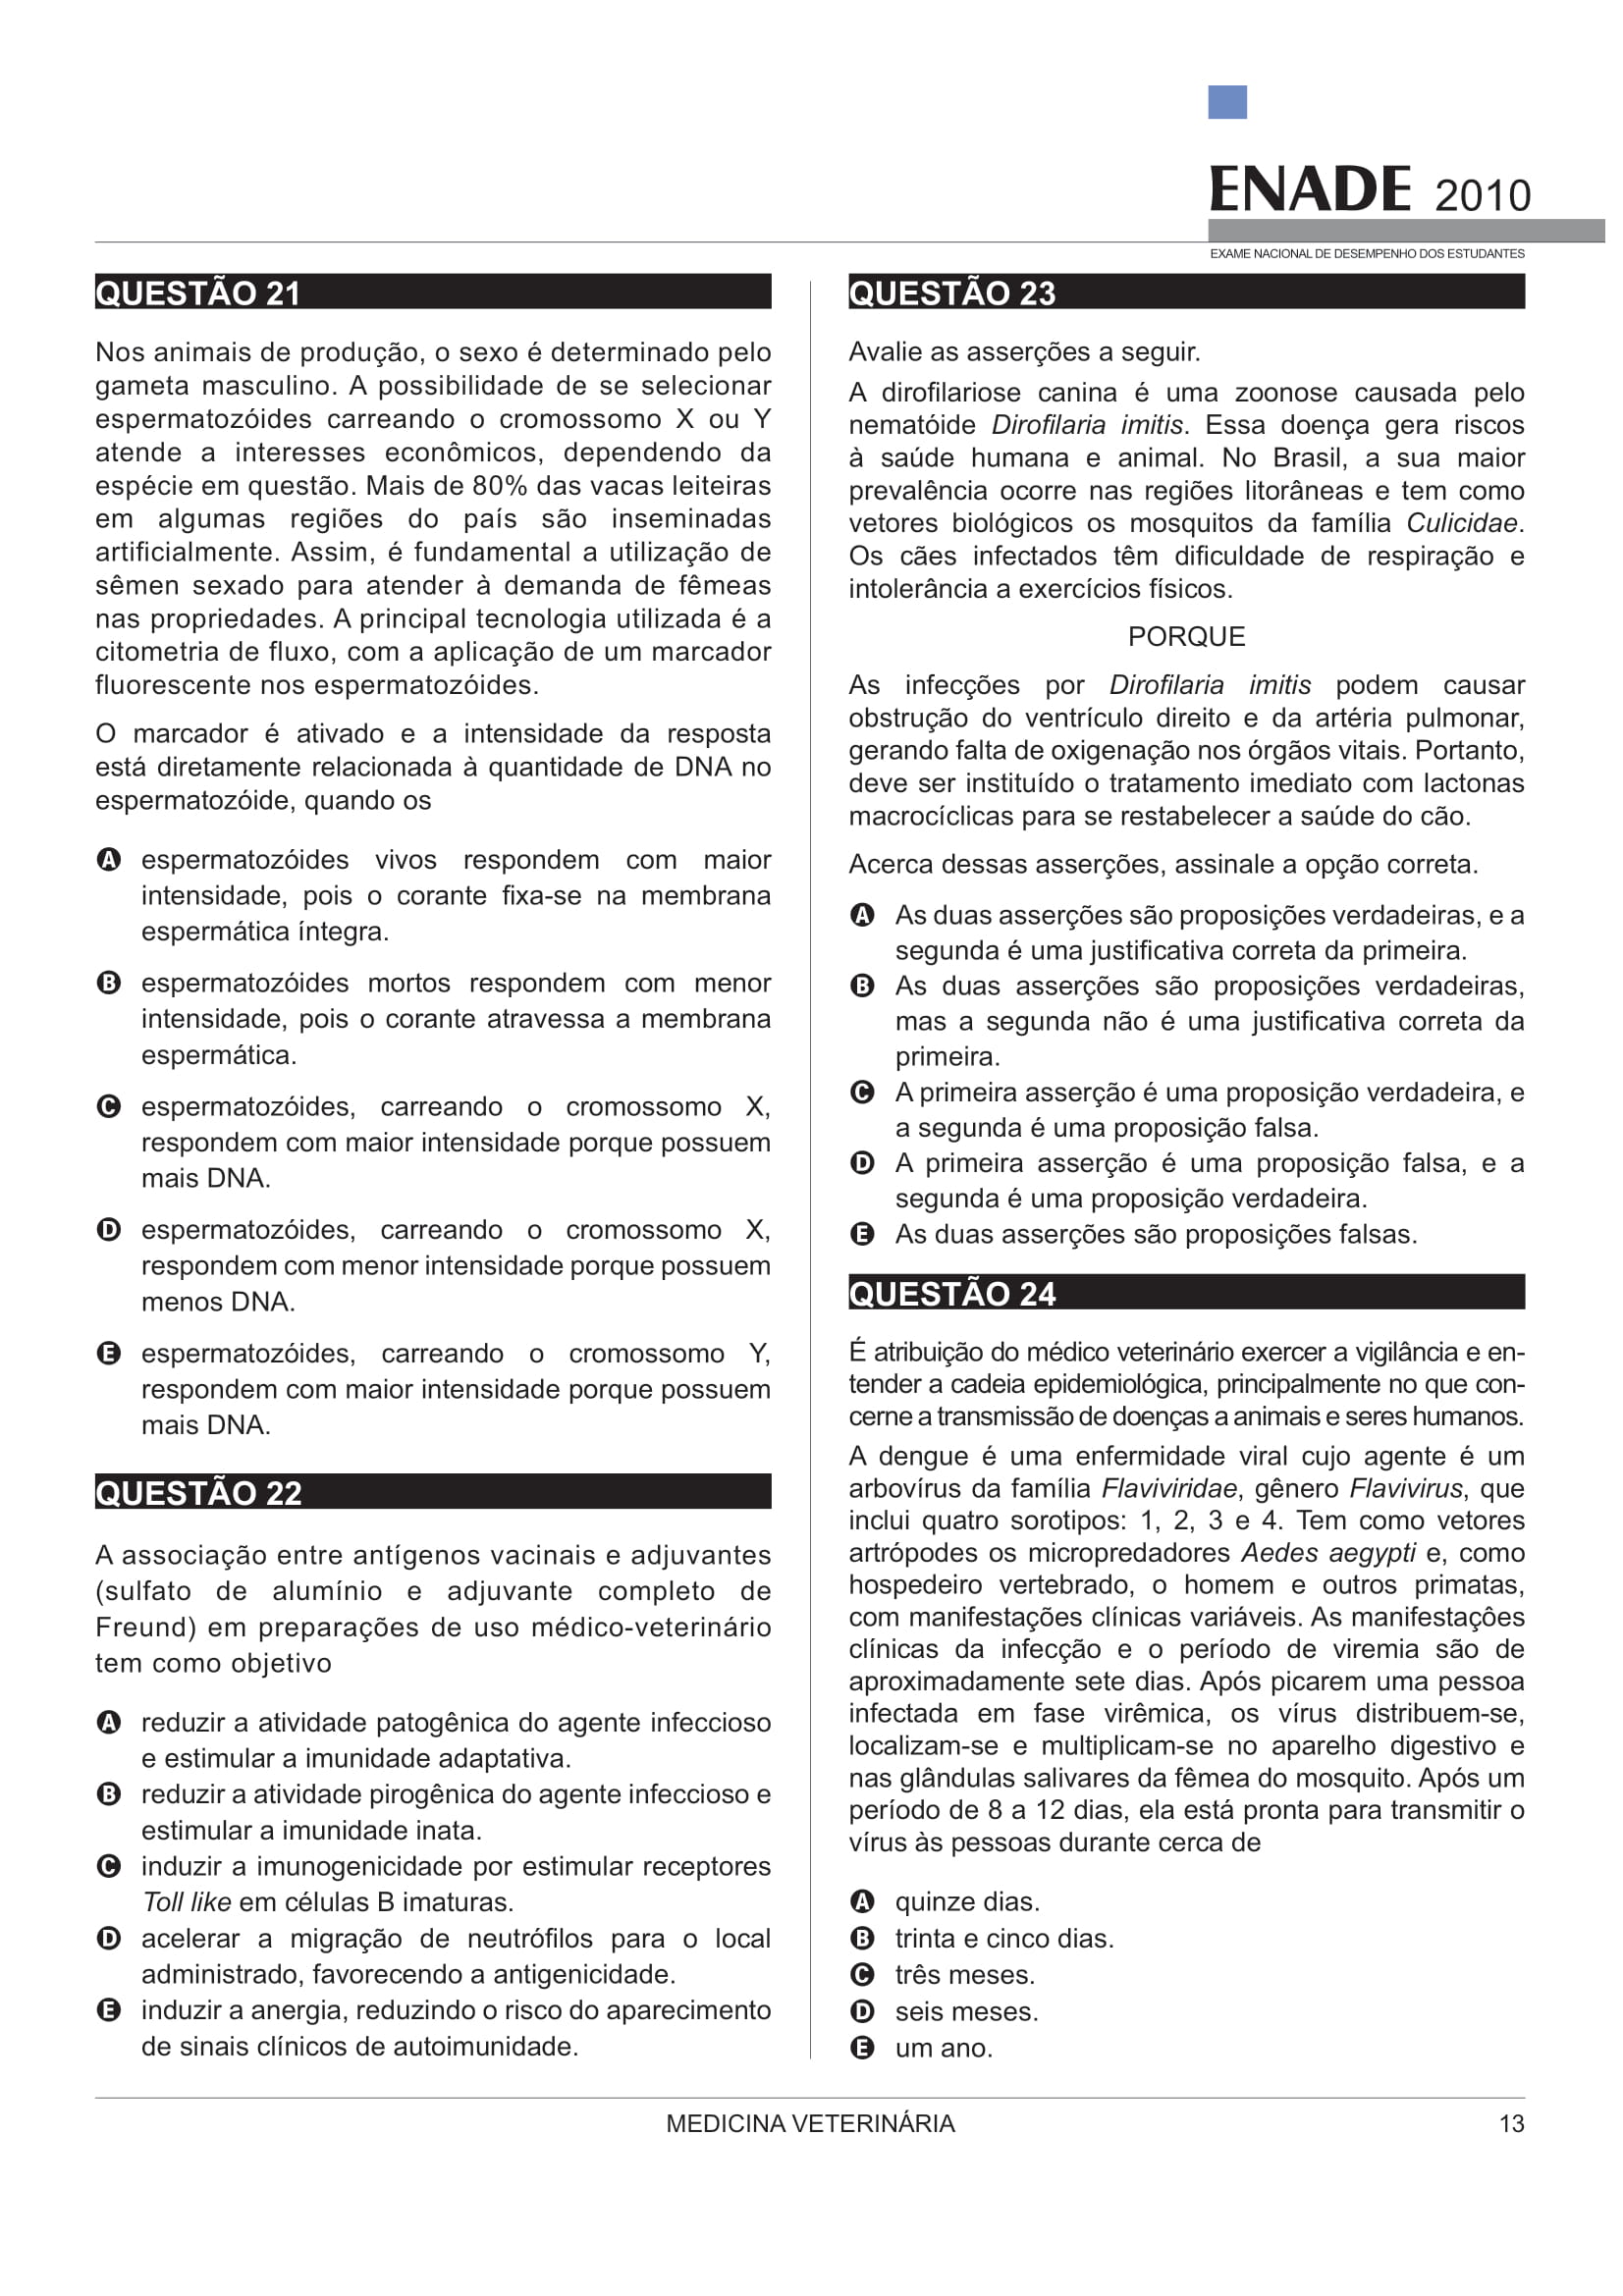 ENADE 2010
EXAME NACIONAL DE DESEMPENHO DOS ESTUDANTES
QUESTÃO 21
Nos animais de produção, o sexo é determinado pelo
gameta masculino. A possibilidade de se selecionar
espermatozóides carreando o cromossomo X ou Y
atende a interesses econômicos, dependendo da
espécie em questão. Mais de 80% das vacas leiteiras
em algumas regiões do país são inseminadas
artificialmente. Assim, é fundamental a utilização de
sêmen sexado para atender à demanda de fêmeas
nas propriedades. A principal tecnologia utilizada é a
citometria de fluxo, com a aplicação de um marcador
fluorescente nos espermatozóides.
O marcador é ativado e a intensidade da resposta
está diretamente relacionada à quantidade de DNA no
espermatozóide, quando os
A espermatozóides vivos respondem com maior
intensidade, pois o corante fixa-se na membrana
espermática íntegra.
B espermatozóides mortos respondem com menor
intensidade, pois o corante atravessa a membrana
espermática.
C espermatozóides, carreando o cromossomo X,
respondem com maior intensidade porque possuem
mais DNA.
D espermatozóides, carreando o cromossomo X,
respondem com menor intensidade porque possuem
menos DNA.
E espermatozóides, carreando o cromossomo Y,
respondem com maior intensidade porque possuem
mais DNA.
QUESTÃO 22
A associação entre antígenos vacinais e adjuvantes
(sulfato de alumínio e adjuvante completo de
Freund) em preparações de uso médico-veterinário
tem como objetivo
A reduzir a atividade patogênica do agente infeccioso
e estimular a imunidade adaptativa.
B reduzir a atividade pirogênica do agente infeccioso e
estimular a imunidade inata.
C induzir a imunogenicidade por estimular receptores
Toll like em células B imaturas.
D acelerar a migração de neutrófilos para o local
administrado, favorecendo a antigenicidade.
E induzir a anergia, reduzindo o risco do aparecimento
de sinais clínicos de autoimunidade.
QUESTÃO 23
Avalie as asserções a seguir.
A dirofilariose canina é uma zoonose causada pelo
nematóide Dirofilaria imitis. Essa doença gera riscos
à saúde humana e animal. No Brasil, a sua maior
prevalência ocorre nas regiões litorâneas e tem como
vetores biológicos os mosquitos da família Culicidae.
Os cães infectados têm dificuldade de respiração e
intolerância a exercícios físicos.
PORQUE
As infecções por Dirofilaria imitis podem causar
obstrução do ventrículo direito e da artéria pulmonar,
gerando falta de oxigenação nos órgãos vitais. Portanto,
deve ser instituído o tratamento imediato com lactonas
macrocíclicas para se restabelecer a saúde do cão.
Acerca dessas asserções, assinale a opção correta.
A As duas asserções são proposições verdadeiras, e a
segunda é uma justificativa correta da primeira.
B As duas asserções são proposições verdadeiras,
mas a segunda não é uma justificativa correta da
primeira.
C A primeira asserção é uma proposição verdadeira, e
a segunda é uma proposição falsa.
D A primeira asserção é uma proposição falsa, e a
segunda é uma proposição verdadeira.
E As duas asserções são proposições falsas.
QUESTÃO 24
É atribuição do médico veterinário exercer a vigilância e en-
tender a cadeia epidemiológica, principalmente no que con-
cerne a transmissão de doenças a animais e seres humanos.
A dengue é uma enfermidade viral cujo agente é um
arbovírus da família Flaviviridae, gênero Flavivirus, que
inclui quatro sorotipos: 1, 2, 3 e 4. Tem como vetores
artrópodes os micropredadores Aedes aegypti e, como
hospedeiro vertebrado, o homem e outros primatas,
com manifestações clínicas variáveis. As manifestações
clínicas da infecção e o período de viremia são de
aproximadamente sete dias. Após picarem uma pessoa
infectada em fase virêmica, os vírus distribuem-se,
localizam-se e multiplicam-se no aparelho digestivo e
nas glândulas salivares da fêmea do mosquito. Após um
período de 8 a 12 dias, ela está pronta para transmitir o
vírus às pessoas durante cerca de
A quinze dias.
B trinta e cinco dias.
C três meses.
D seis meses.
E um ano.
MEDICINA VETERINÁRIA
13